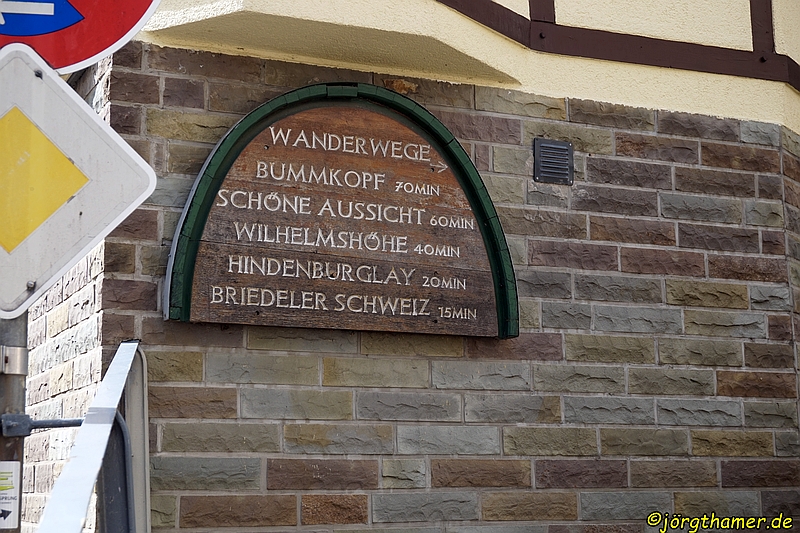 WANDERWEGE →
BUMMKOPF 70MIN
SCHÖNE AUSSICHT 60MIN
WILHELMSHÖHE 40MIN
HINDENBURGLAY 20MIN
BRIEDELER SCHWEIZ 15MIN
©jörgthamer.de